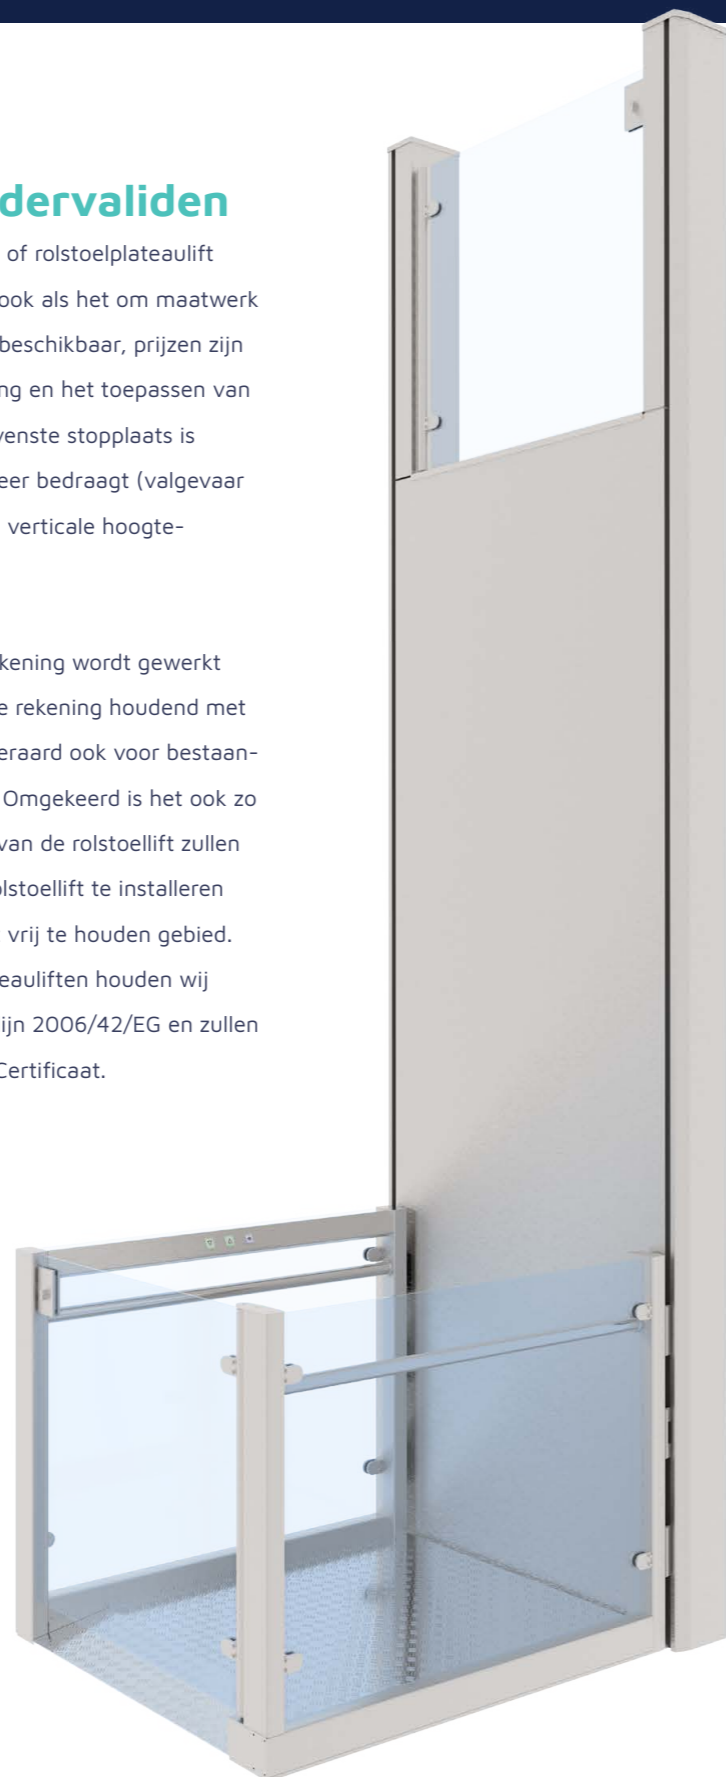 dervaliden
of rolstoelplateaulift
ook als het om maatwerk
beschikbaar, prijzen zijn
ng en het toepassen van
venste stopplaats is
eer bedraagt (valgevaar
verticale hoogte-
kening wordt gewerkt
e rekening houdend met
eraard ook voor bestaan-
Omgekeerd is het ook zo
van de rolstoellift zullen
olstoellift te installeren
vrij te houden gebied.
eauliften houden wij
ijn 2006/42/EG en zullen
Certificaat.